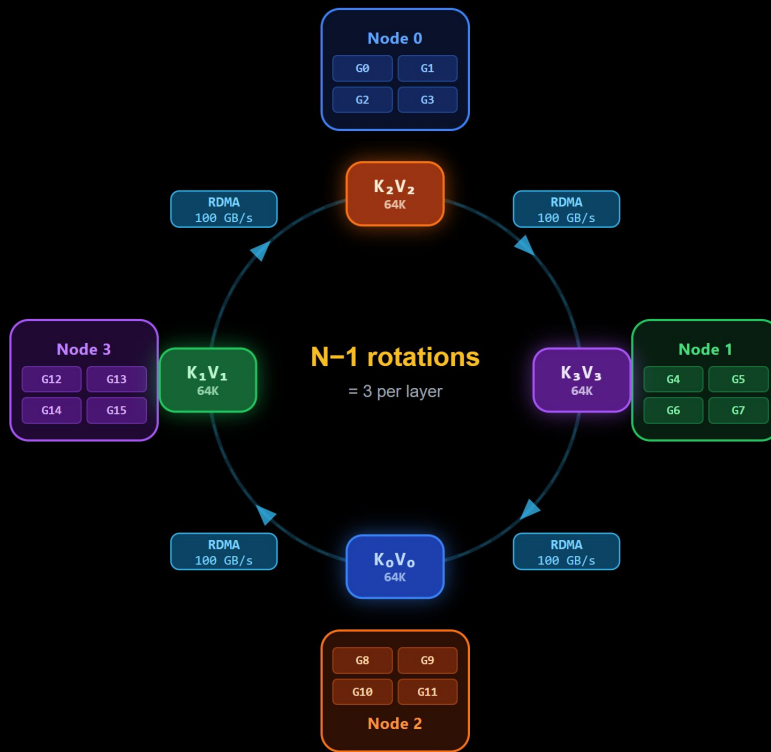 Node 0
G0 G1
G2 G3
K₂V₂
64K
RDMA
100 GB/s
RDMA
100 GB/s
Node 3
G12 G13
G14 G15
K₁V₁
64K
N−1 rotations
= 3 per layer
K₃V₃
64K
Node 1
G4 G5
G6 G7
RDMA
100 GB/s
K₀V₀
64K
RDMA
100 GB/s
G8 G9
G10 G11
Node 2